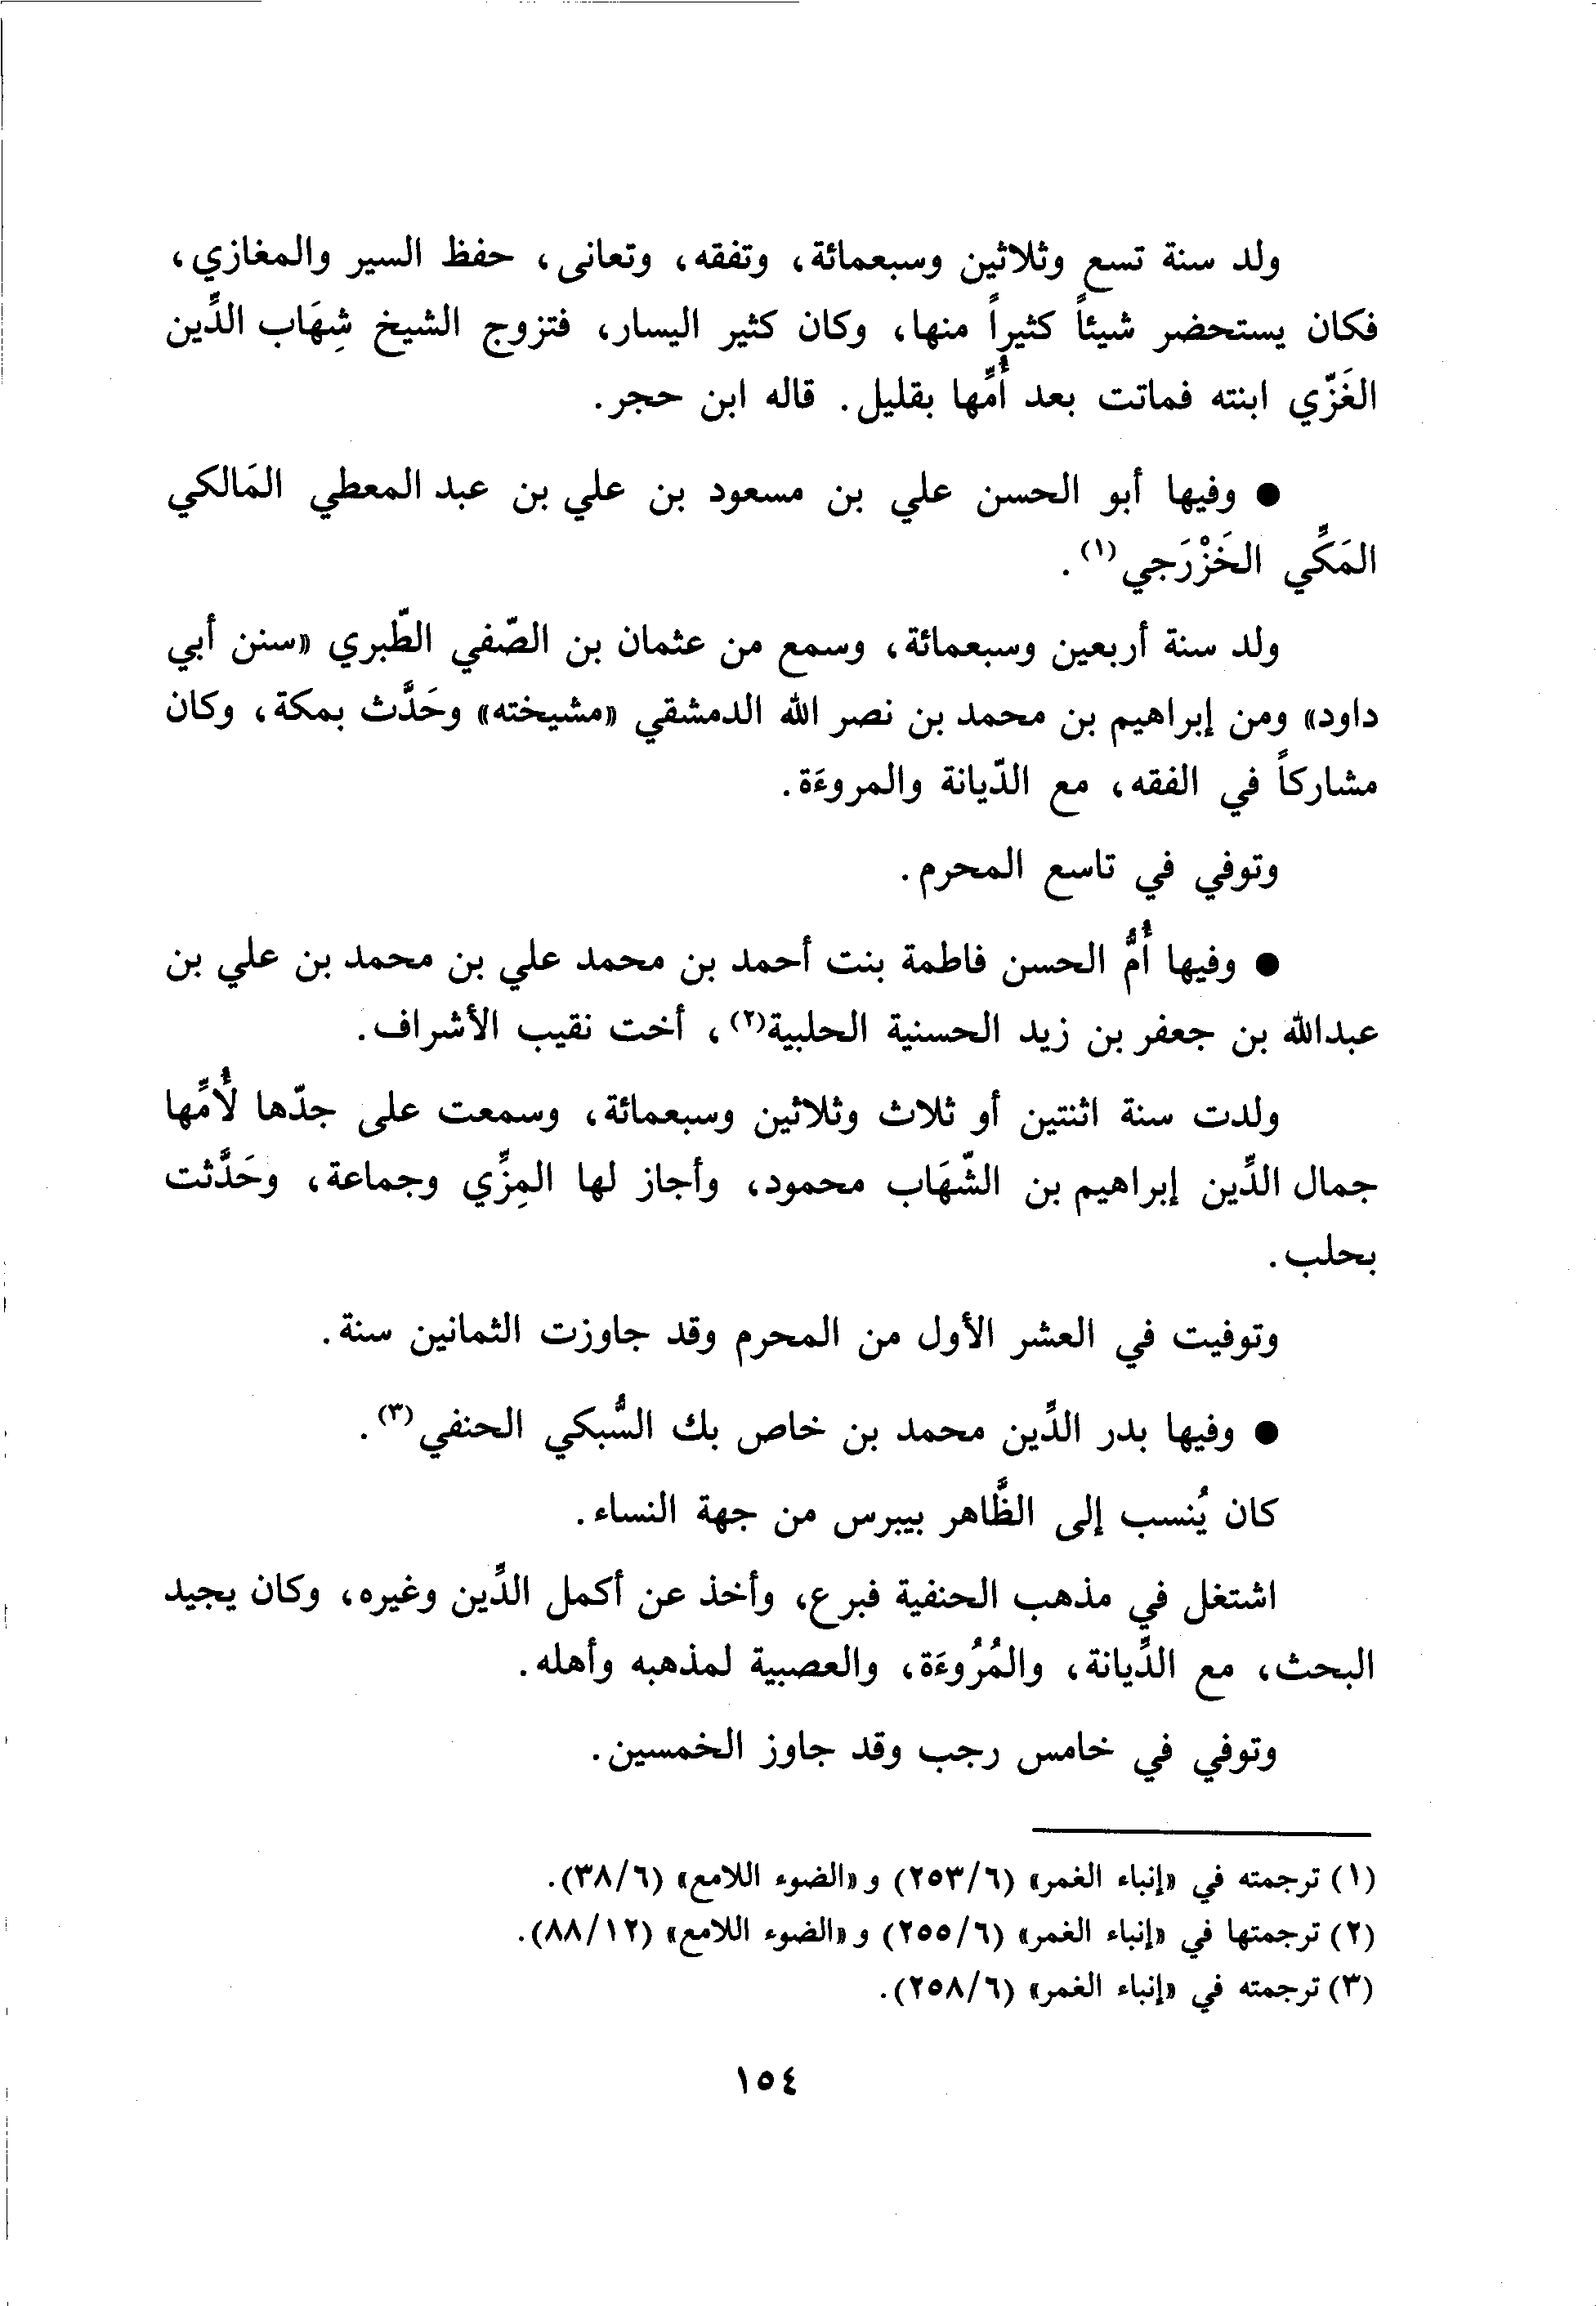 ولد سنة تسع وثلاثين وسبعمائة، وتفقه، وتعانى، حفظ السير والمغازي،
فكان يستحضر شيئاً كثيراً منها، وكان كثير اليسار، فتزوج الشيخ شِهَاب الدِّين
الغَزّي ابنته فماتت بعد أُمِّها بقليل. قاله ابن حجر.
● وفيها أبو الحسن علي بن مسعود بن علي بن عبد المعطي المَالكي
المَكِّي الخَزْرَجي(١).
ولد سنة أربعين وسبعمائة، وسمع من عثمان بن الصّفي الطّبري «سنن أبي
داود» ومن إبراهيم بن محمد بن نصر الله الدمشقي «مشيخته» وحَدَّث بمكة، وكان
مشاركاً في الفقه، مع الدّيانة والمروءَة.
وتوفي في تاسع المحرم.
● وفيها أُمُّ الحسن فاطمة بنت أحمد بن محمد علي بن محمد بن علي بن
عبدالله بن جعفر بن زيد الحسنية الحلبية(٢)، أخت نقيب الأشراف.
ولدت سنة اثنتين أو ثلاث وثلاثين وسبعمائة، وسمعت على جدّها لأُمِّها
جمال الدِّين إبراهيم بن الشّهَاب محمود، وأجاز لها المِزِّي وجماعة، وحَدَّثت
بحلب.
وتوفيت في العشر الأول من المحرم وقد جاوزت الثمانين سنة.
● وفيها بدر الدِّين محمد بن خاص بك السُّبكي الحنفي(٣).
كان يُنسب إلى الظَّاهر بيبرس من جهة النساء.
اشتغل في مذهب الحنفية فبرع، وأخذ عن أكمل الدِّين وغيره، وكان يجيد
البحث، مع الدِّيانة، والمُرُوءَة، والعصبية لمذهبه وأهله.
وتوفي في خامس رجب وقد جاوز الخمسين.
(١) ترجمته في «إنباء الغمر» (٢٥٣/٦) و«الضوء اللامع» (٣٨/٦).
(٢) ترجمتها في «إنباء الغمر» (٢٥٥/٦) و«الضوء اللامع» (٨٨/١٢).
(٣) ترجمته في «إنباء الغمر» (٢٥٨/٦).
١٥٤